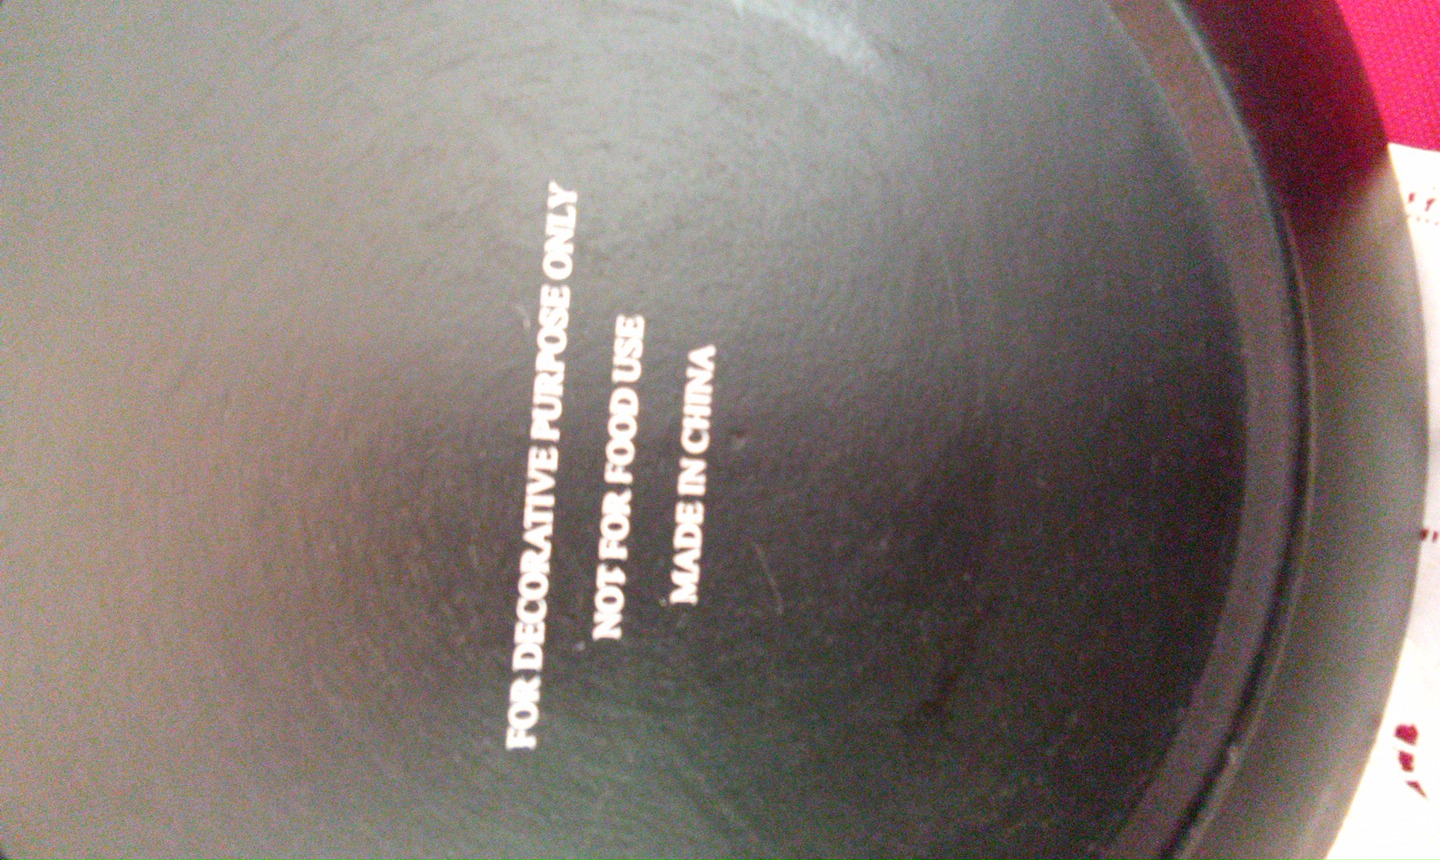 FOR DECORATIVE PURPOSE ONLY
NOT FOR FOOD USE
MADE IN CHINA